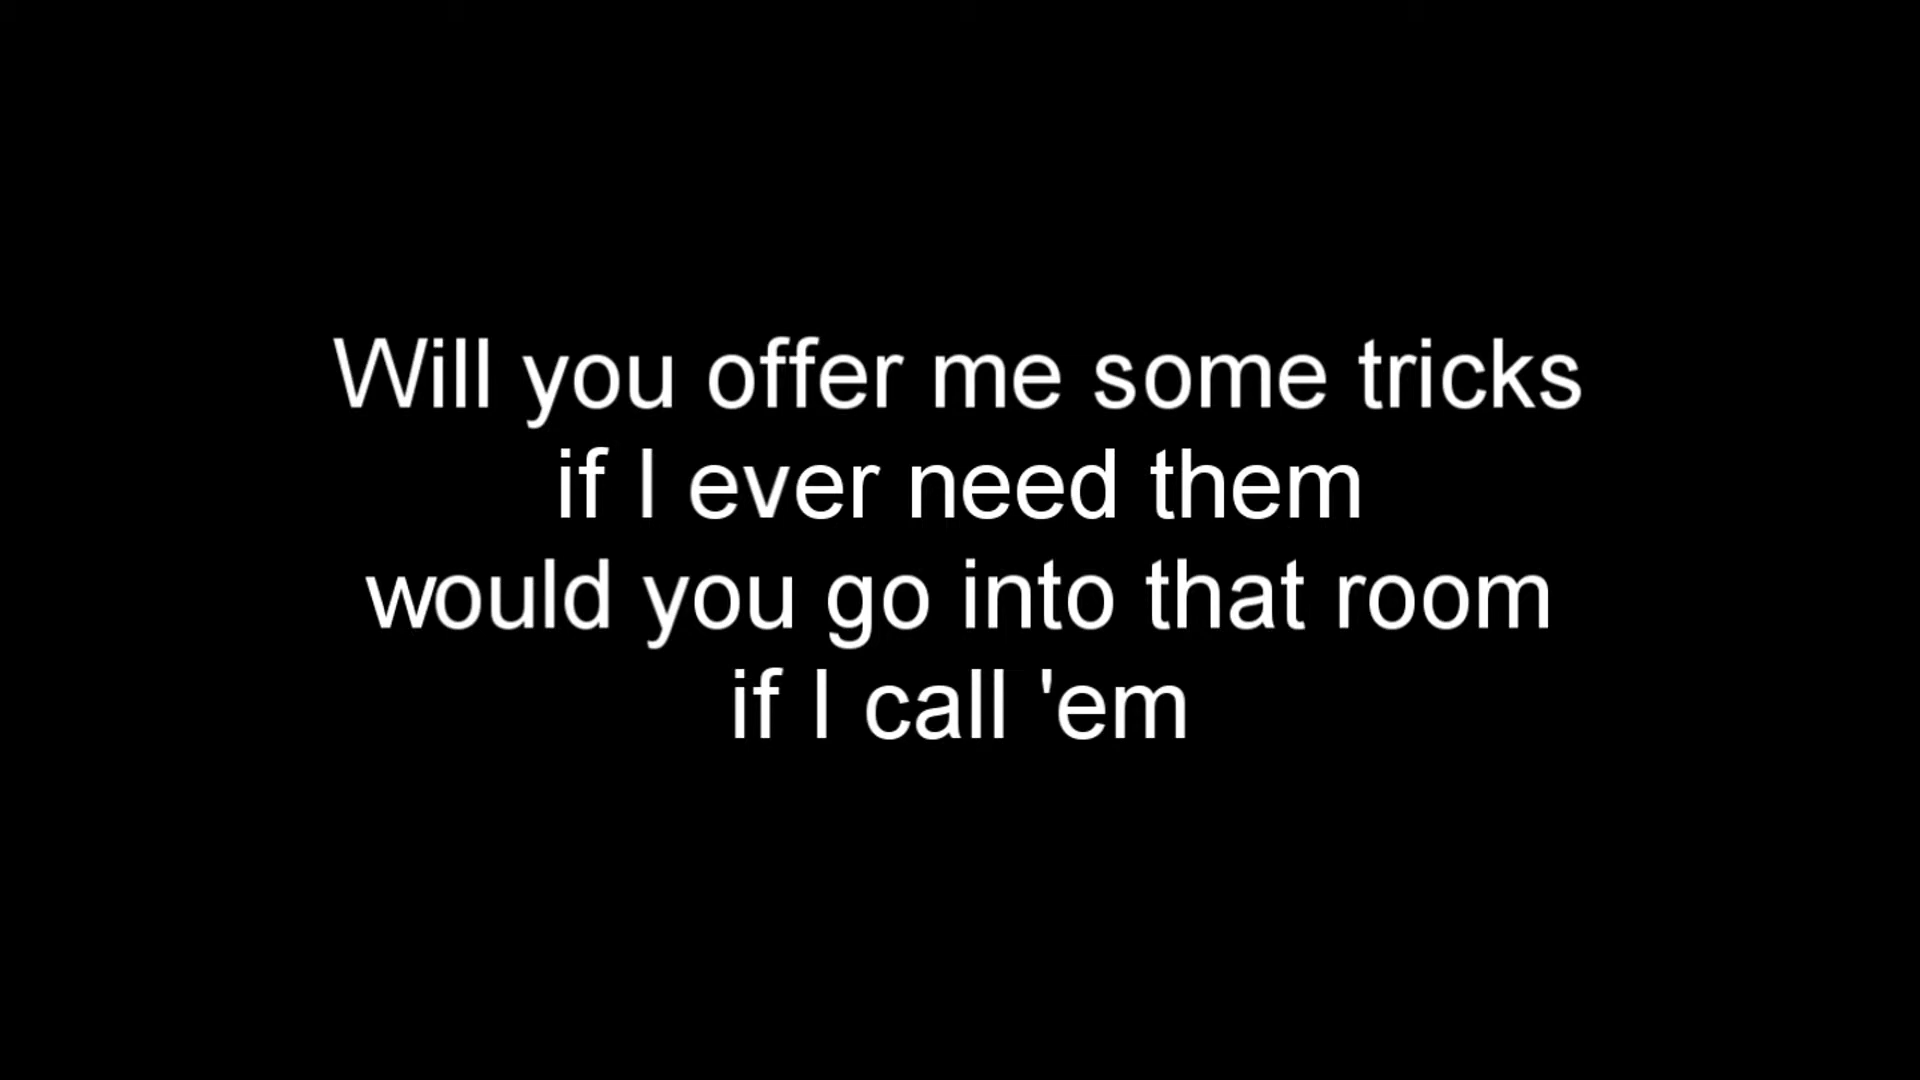 Will you offer me some tricks
if I ever need them
would you go into that room
if I call 'em